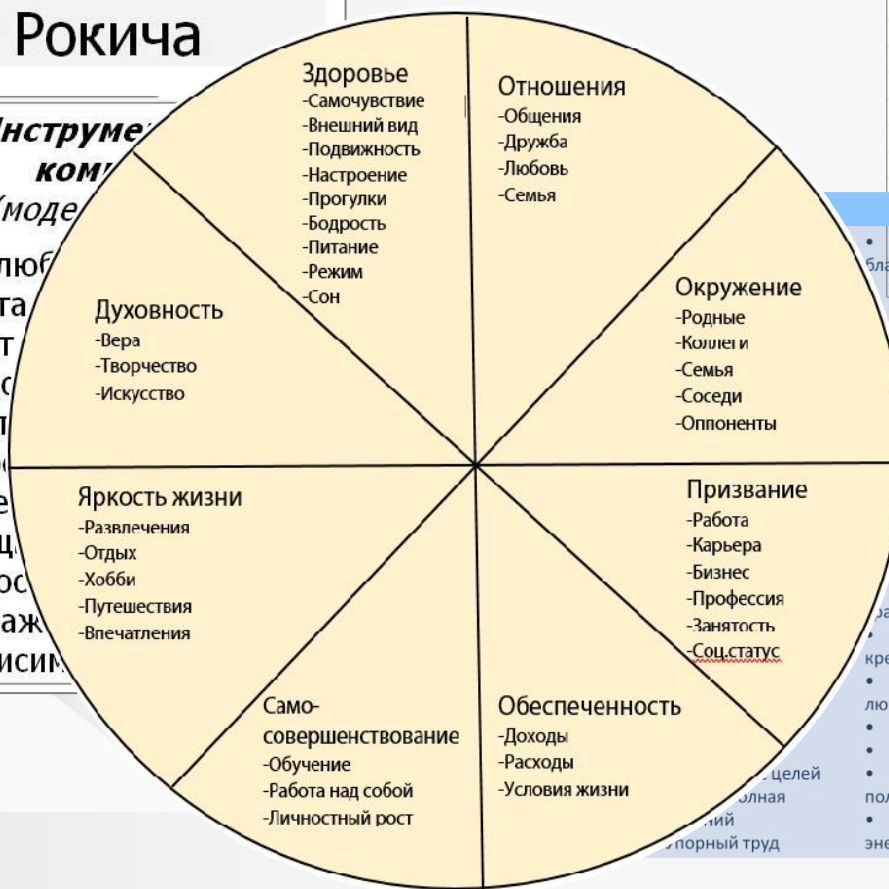 Рокича
Здоровье
-Самочувствие
-Внешний вид
-Подвижность
-Настроение
-Прогулки
-Бодрость
-Питание
-Режим
-Сон
Отношения
-Общения
-Дружба
-Любовь
-Семья
Окружение
-Родные
-Коллеги
-Семья
-Соседи
-Оппоненты
Призвание
-Работа
-Карьера
-Бизнес
-Профессия
-Занятость
-Соц.статус
Обеспеченность
-Доходы
-Расходы
-Условия жизни
Само-
совершенствование
-Обучение
-Работа над собой
-Личностный рост
Яркость жизни
-Развлечения
-Отдых
-Хобби
-Путешествия
-Впечатления
Духовность
-Вера
-Творчество
-Искусство
целей
труд